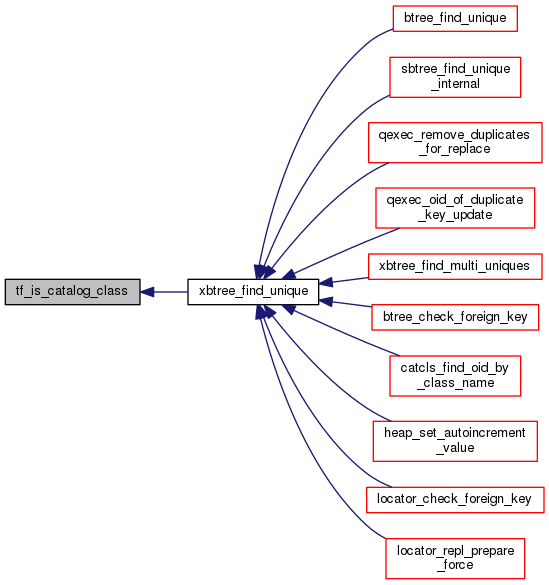 btree_find_unique
sbtree_find_unique
_internal
qexec_remove_duplicates
_for_replace
qexec_oid_of_duplicate
_key_update
xbtree_find_multi_uniques
tf_is_catalog_class
xbtree_find_unique
btree_check_foreign_key
catcls_find_oid_by
_class_name
heap_set_autoincrement
_value
locator_check_foreign_key
locator_repl_prepare
_force